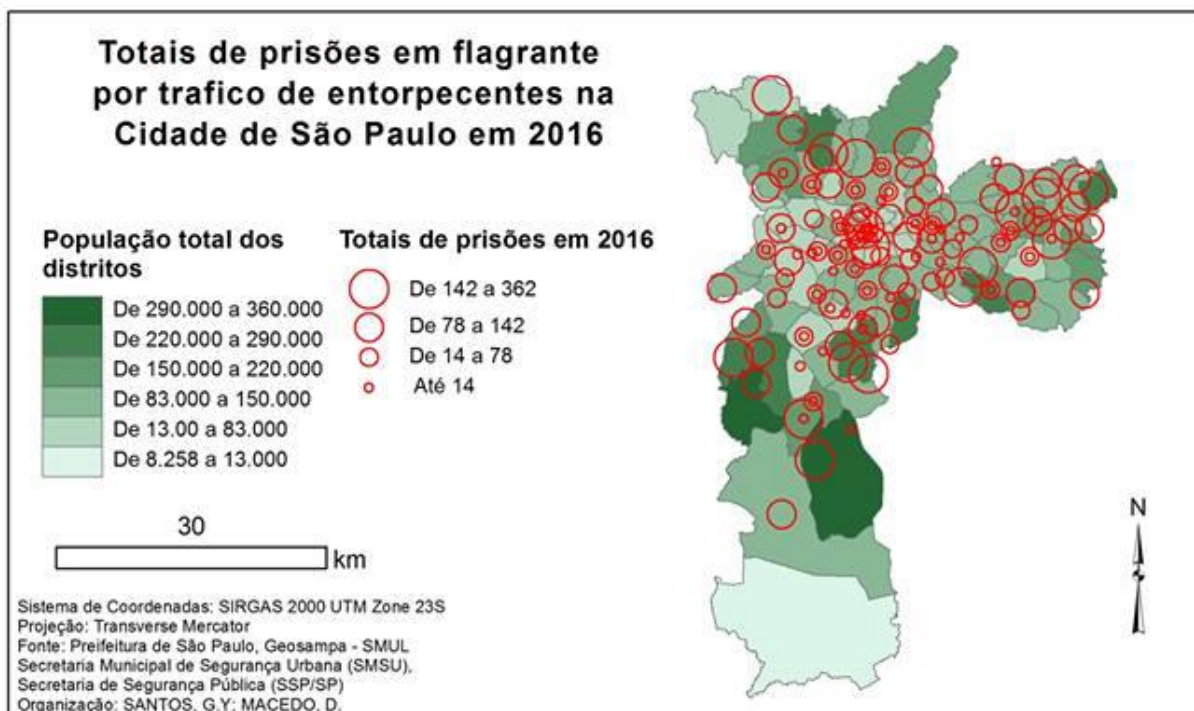 Totais de prisões em flagrante
por trafico de entorpecentes na
Cidade de São Paulo em 2016
População total dos
distritos
De 290.000 a 360.000
De 220.000 a 290.000
De 150.000 a 220.000
De 83.000 a 150.000
De 13.00 a 83.000
De 8.258 a 13.000
Totais de prisões em 2016
De 142 a 362
De 78 a 142
De 14 a 78
Até 14
30
km
N
Sistema de Coordenadas: SIRGAS 2000 UTM Zone 23S
Projeção: Transverse Mercator
Fonte: Preifeitura de São Paulo, Geosampa - SMUL
Secretaria Municipal de Segurança Urbana (SMSU),
Secretaria de Segurança Pública (SSP/SP)
Organização: SANTOS, G.Y; MACEDO, D.